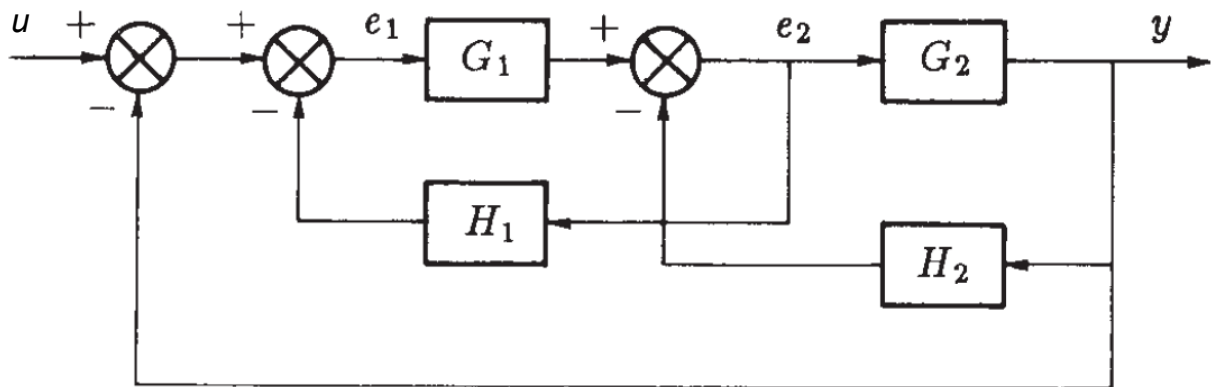 u + + e₁ G₁ + e₂ G₂ y
− − −
H₁
H₂